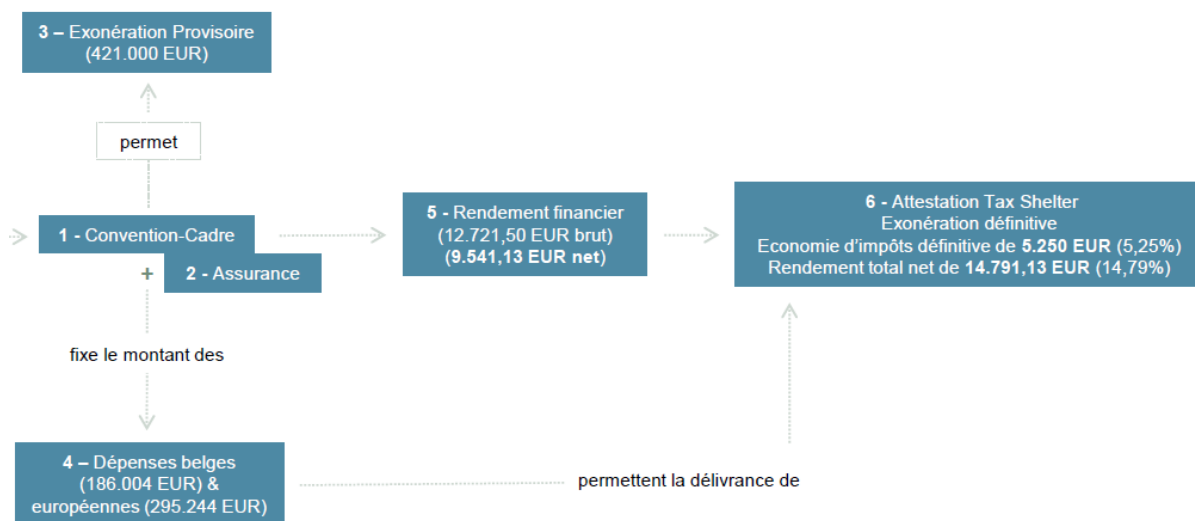 3 – Exonération Provisoire
(421.000 EUR)
permet
1 - Convention-Cadre
+
2 - Assurance
5 - Rendement financier
(12.721,50 EUR brut)
(9.541,13 EUR net)
6 - Attestation Tax Shelter
Exonération définitive
Economie d’impôts définitive de 5.250 EUR (5,25%)
Rendement total net de 14.791,13 EUR (14,79%)
fixe le montant des
4 – Dépenses belges
(186.004 EUR) &
européennes (295.244 EUR)
permettent la délivrance de